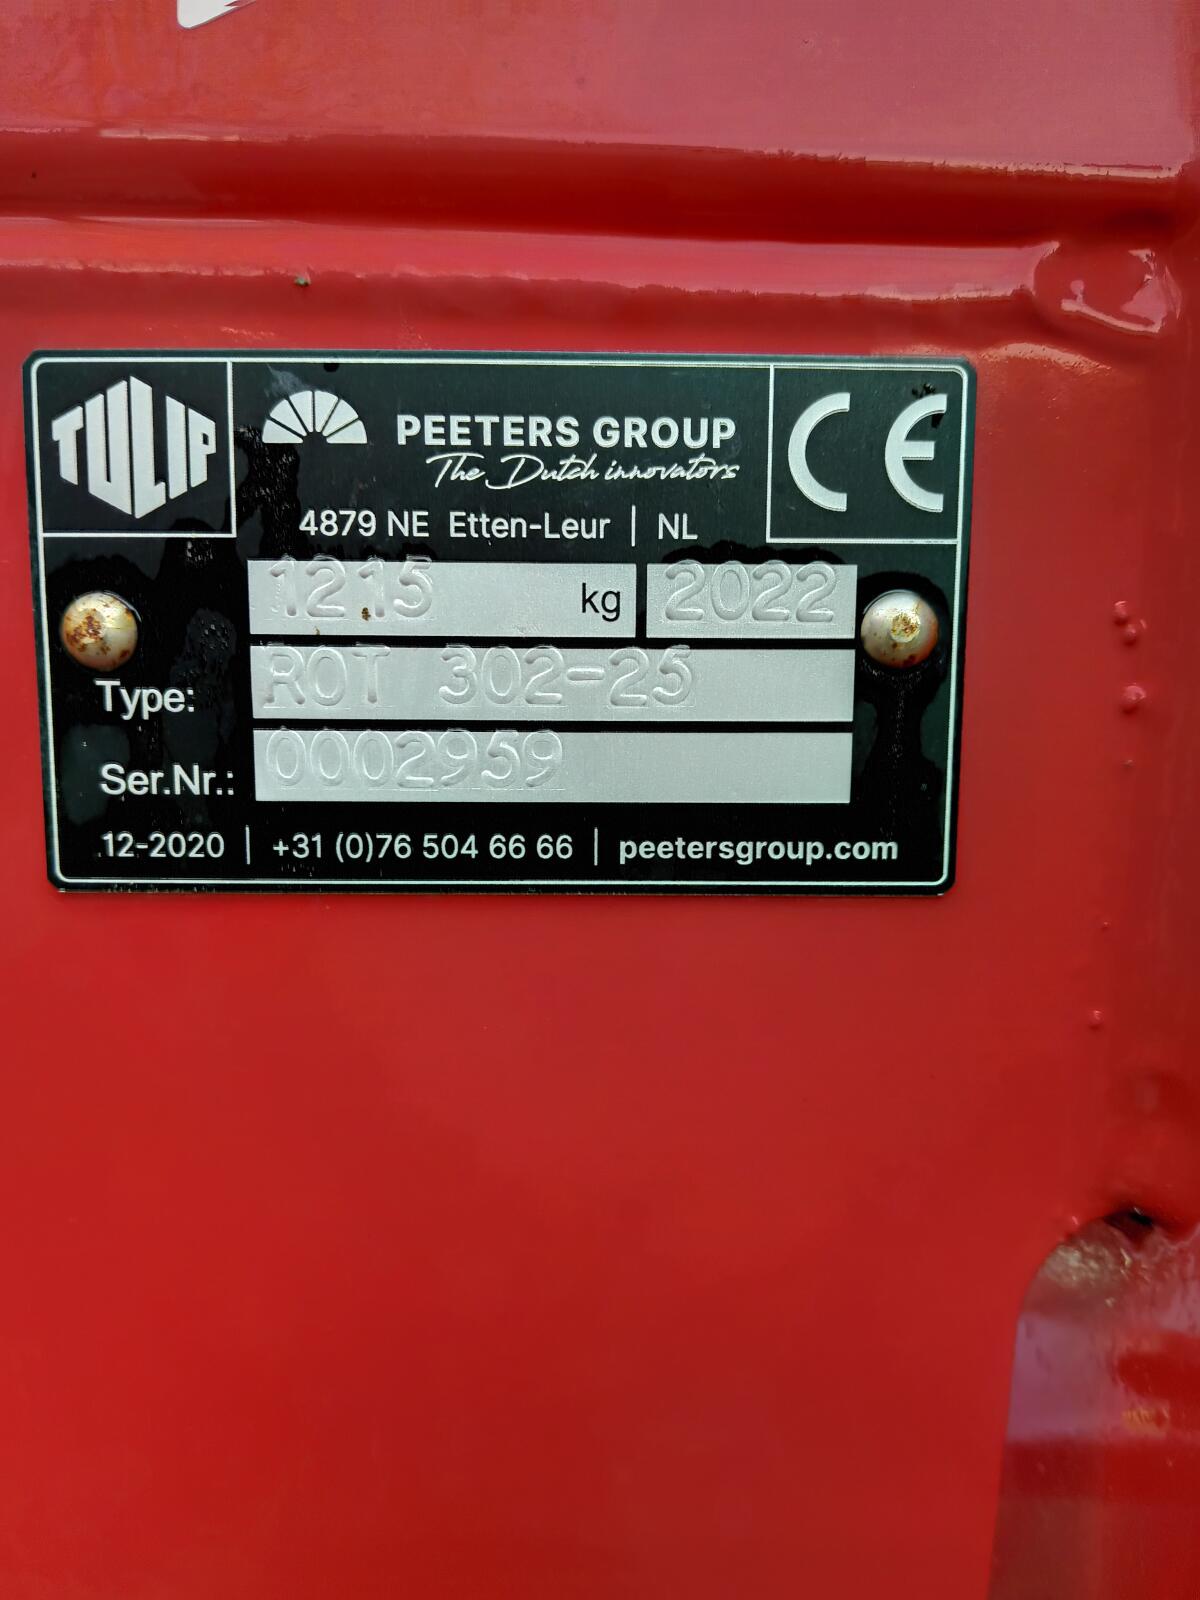 TULIP
PEETERS GROUP
The Dutch innovators
CE
4879 NE Etten-Leur | NL
1215 kg 2022
Type: ROT 302-25
Ser.Nr.: 0002959
12-2020 | +31 (0)76 504 66 66 | peetersgroup.com